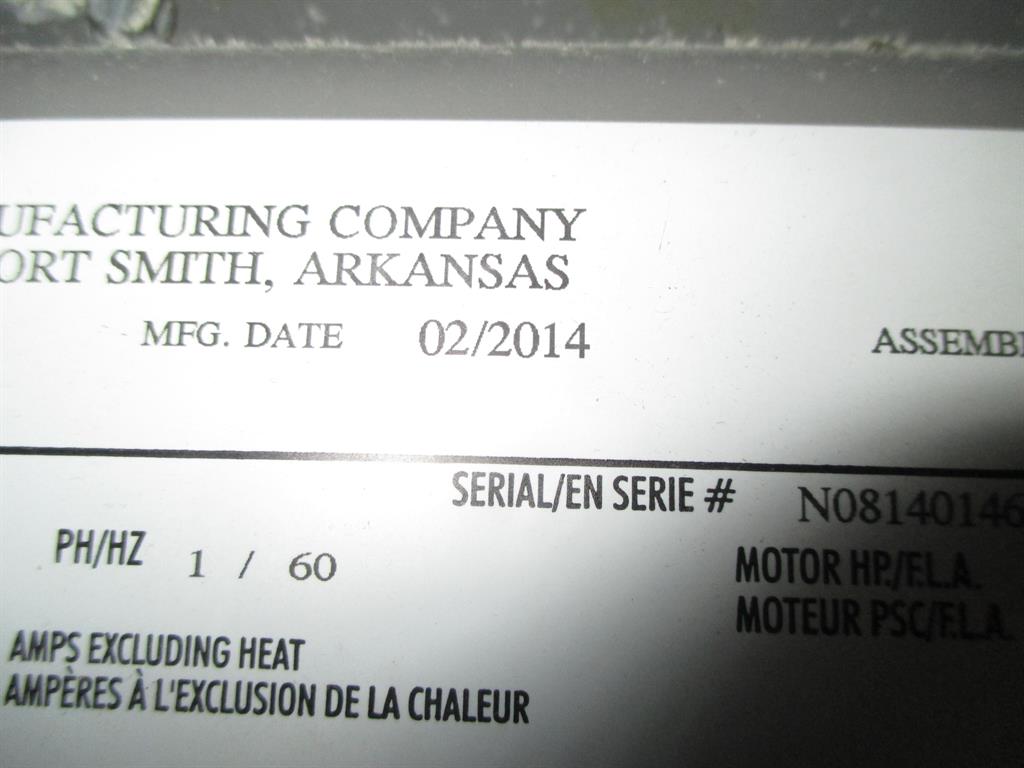 UFACTURING COMPANY
ORT SMITH, ARKANSAS
MFG. DATE 02/2014 ASSEMB
SERIAL/EN SERIE # N08140146
PH/HZ 1 / 60
MOTOR HP./F.L.A.
MOTEUR PSC/F.L.A.
AMPS EXCLUDING HEAT
AMPÈRES À L'EXCLUSION DE LA CHALEUR